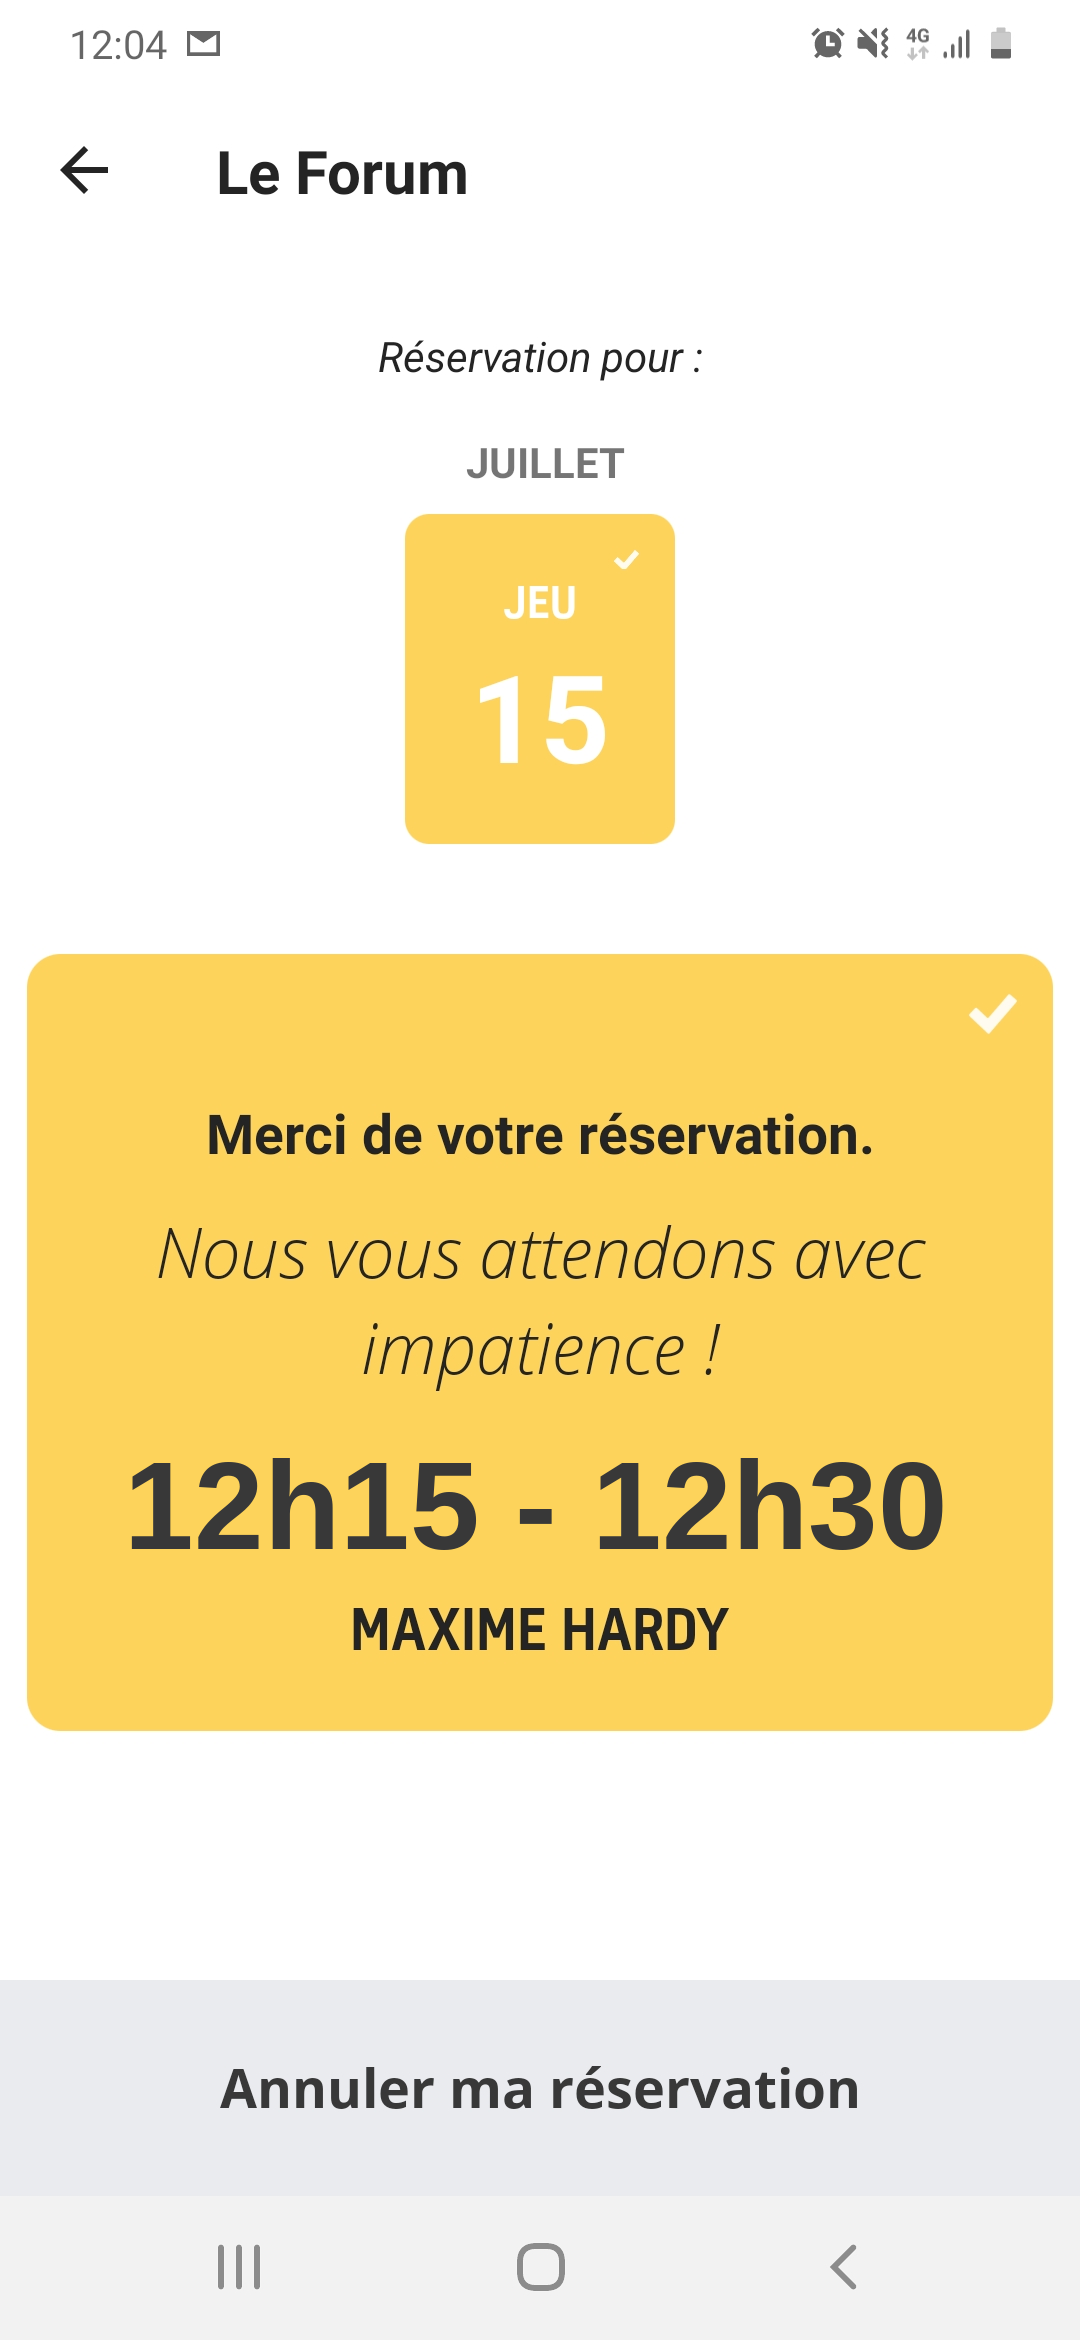 12:04
4G
Le Forum
Réservation pour :
JUILLET
JEU
15
Merci de votre réservation.
Nous vous attendons avec
impatience !
12h15 - 12h30
MAXIME HARDY
Annuler ma réservation